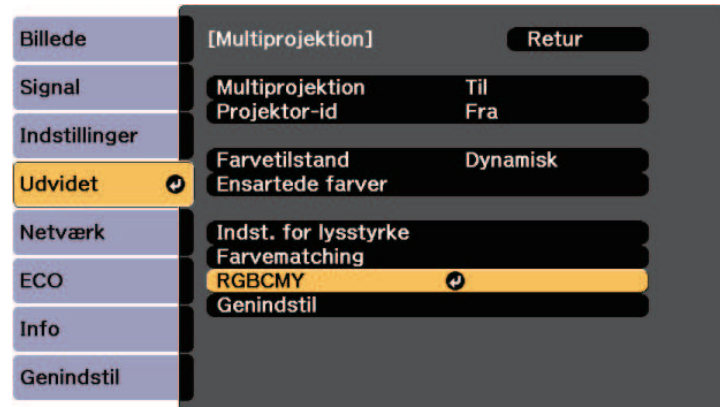 Billede
Signal
Indstillinger
Udvidet
Netværk
ECO
Info
Genindstil
[Multiprojektion] Retur
Multiprojektion Til
Projektor-id Fra
Farvetilstand Dynamisk
Ensartede farver
Indst. for lysstyrke
Farvematching
RGBCMY
Genindstil